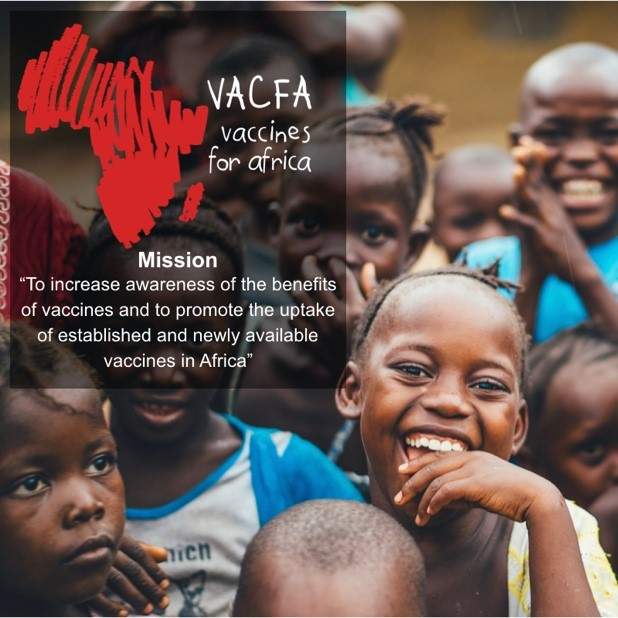 VACFA
vaccines
for africa
Mission
“To increase awareness of the benefits
of vaccines and to promote the uptake
of established and newly available
vaccines in Africa”